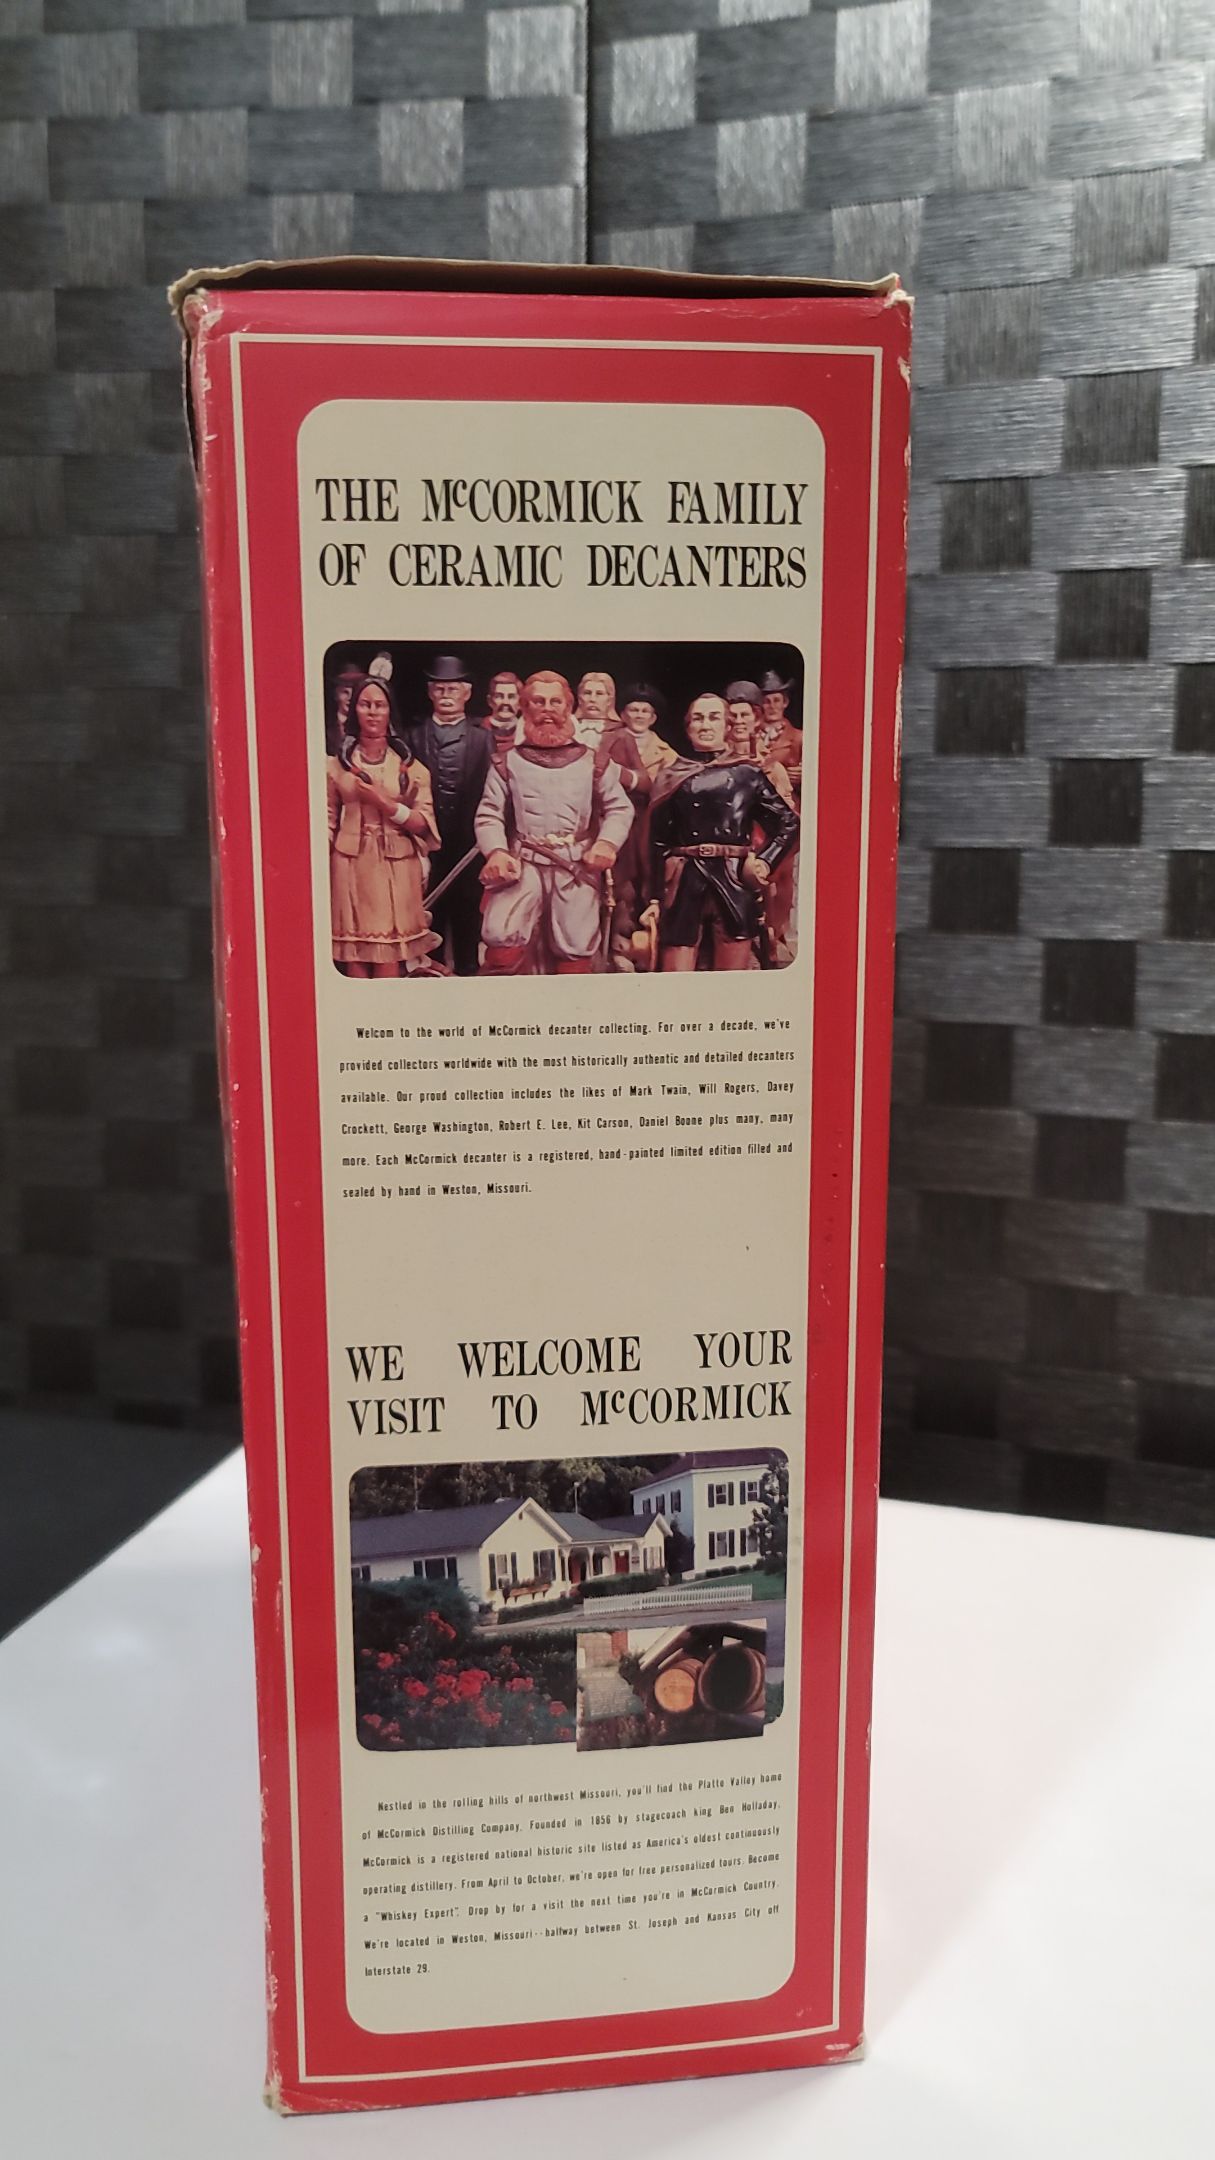 THE McCORMICK FAMILY
OF CERAMIC DECANTERS
Welcom to the world of McCormick decanter collecting. For over a decade, we've
provided collectors worldwide with the most historically authentic and detailed decanters
available. Our proud collection includes the likes of Mark Twain, Will Rogers, Davey
Crockett, George Washington, Robert E. Lee, Kit Carson, Daniel Boone plus many, many
more. Each McCormick decanter is a registered, hand-painted limited edition filled and
sealed by hand in Weston, Missouri.
WE WELCOME YOUR
VISIT TO McCORMICK
Nestled in the rolling hills of northwest Missouri, you'll find the Platte Valley home
of McCormick Distilling Company. Founded in 1856 by stagecoach king Ben Holladay,
McCormick is a registered national historic site listed as America's oldest continuously
operating distillery. From April to October, we're open for free personalized tours. Become
a "Whiskey Expert". Drop by for a visit the next time you're in McCormick Country.
We're located in Weston, Missouri--halfway between St. Joseph and Kansas City off
Interstate 29.